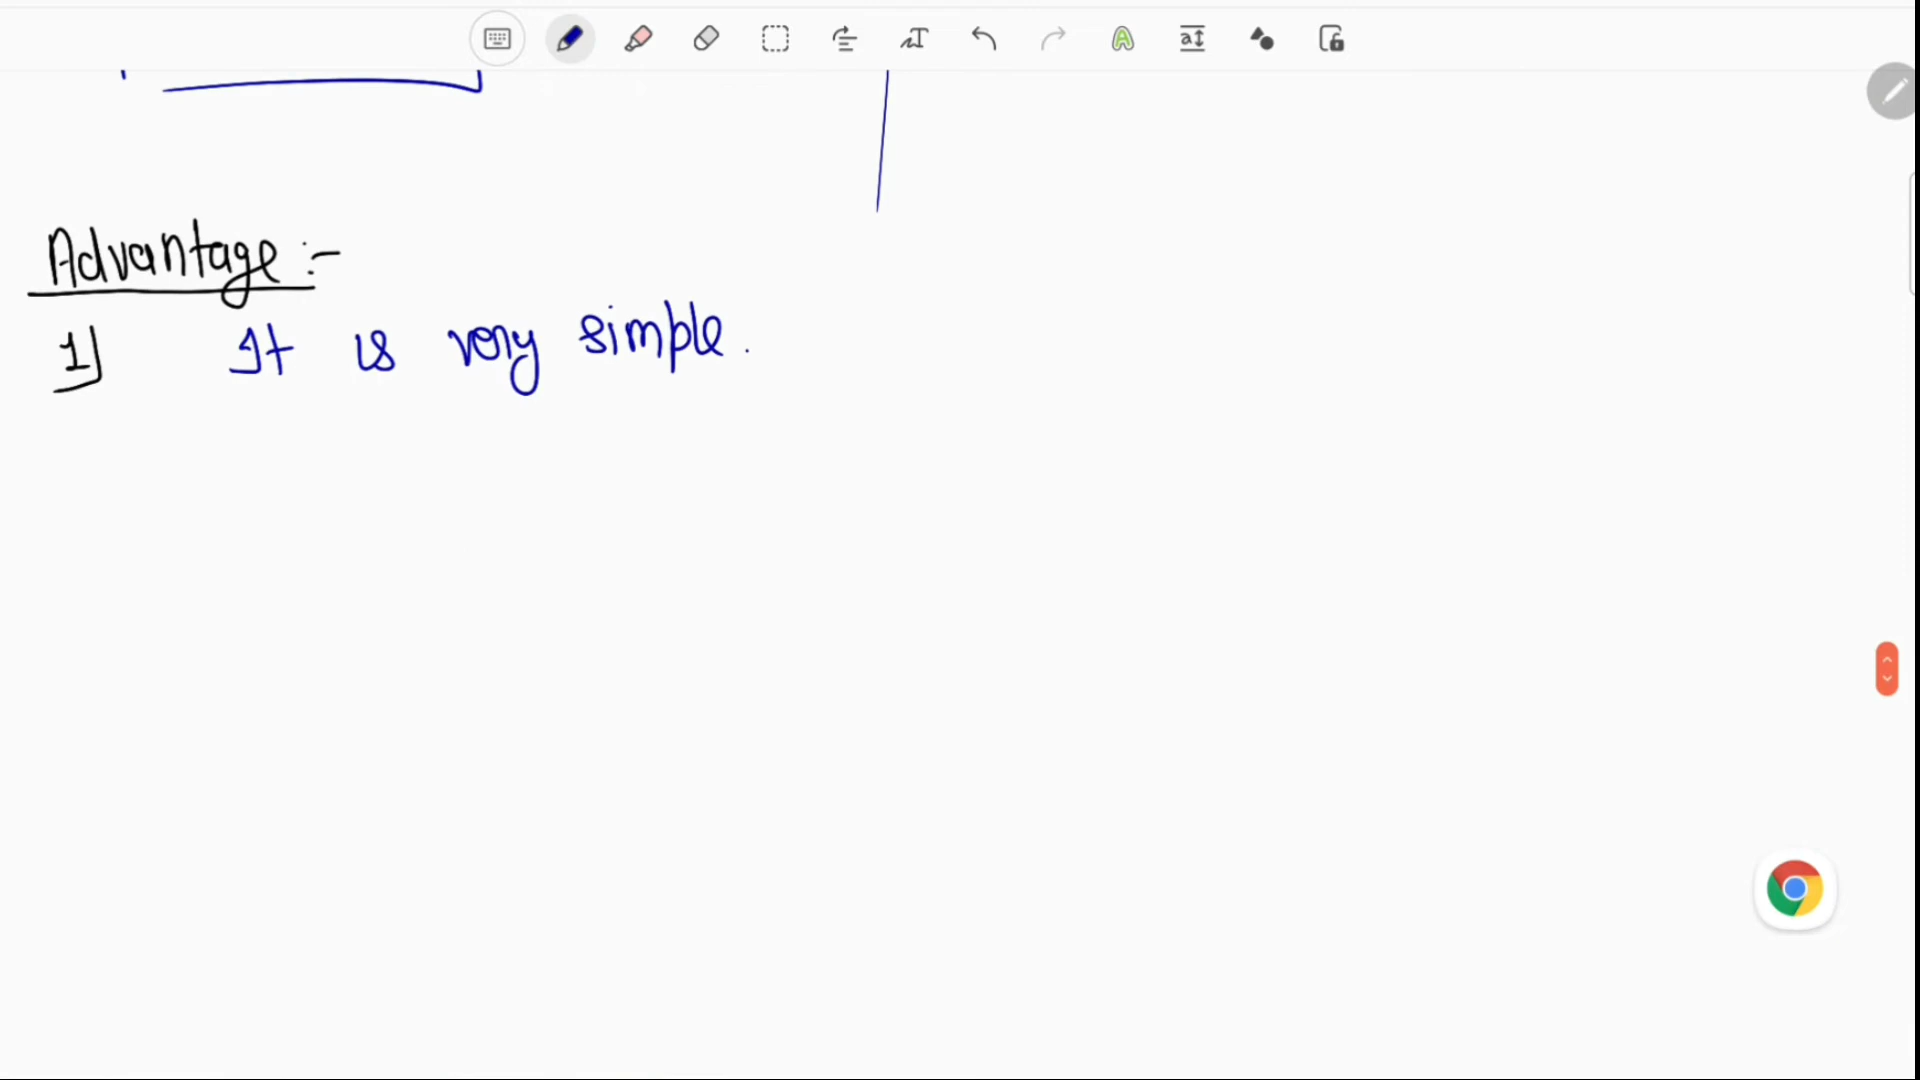 Advantage :-
1) It is very simple.